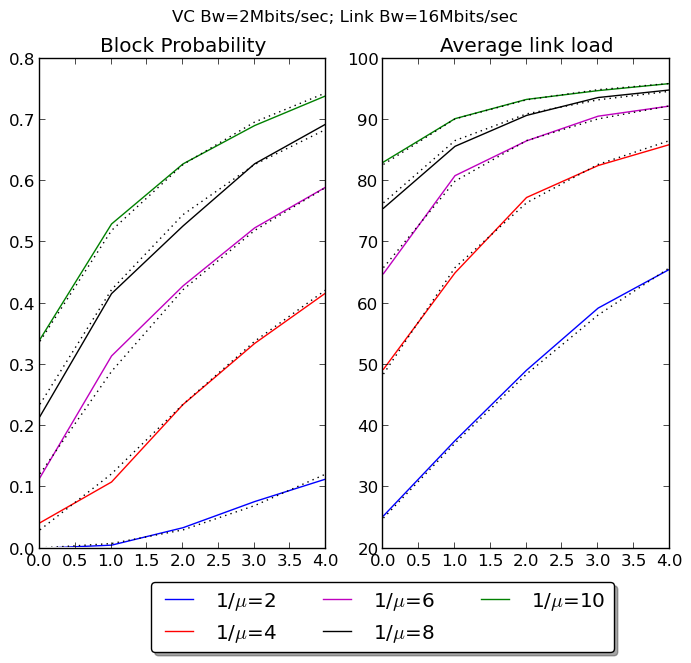 VC Bw=2Mbits/sec; Link Bw=16Mbits/sec
Block Probability
Average link load
0.8
0.7
0.6
0.5
0.4
0.3
0.2
0.1
0.0
0.0 0.5 1.0 1.5 2.0 2.5 3.0 3.5 4.0
100
90
80
70
60
50
40
30
20
0.0 0.5 1.0 1.5 2.0 2.5 3.0 3.5 4.0
1/μ=2 1/μ=6 1/μ=10
1/μ=4 1/μ=8